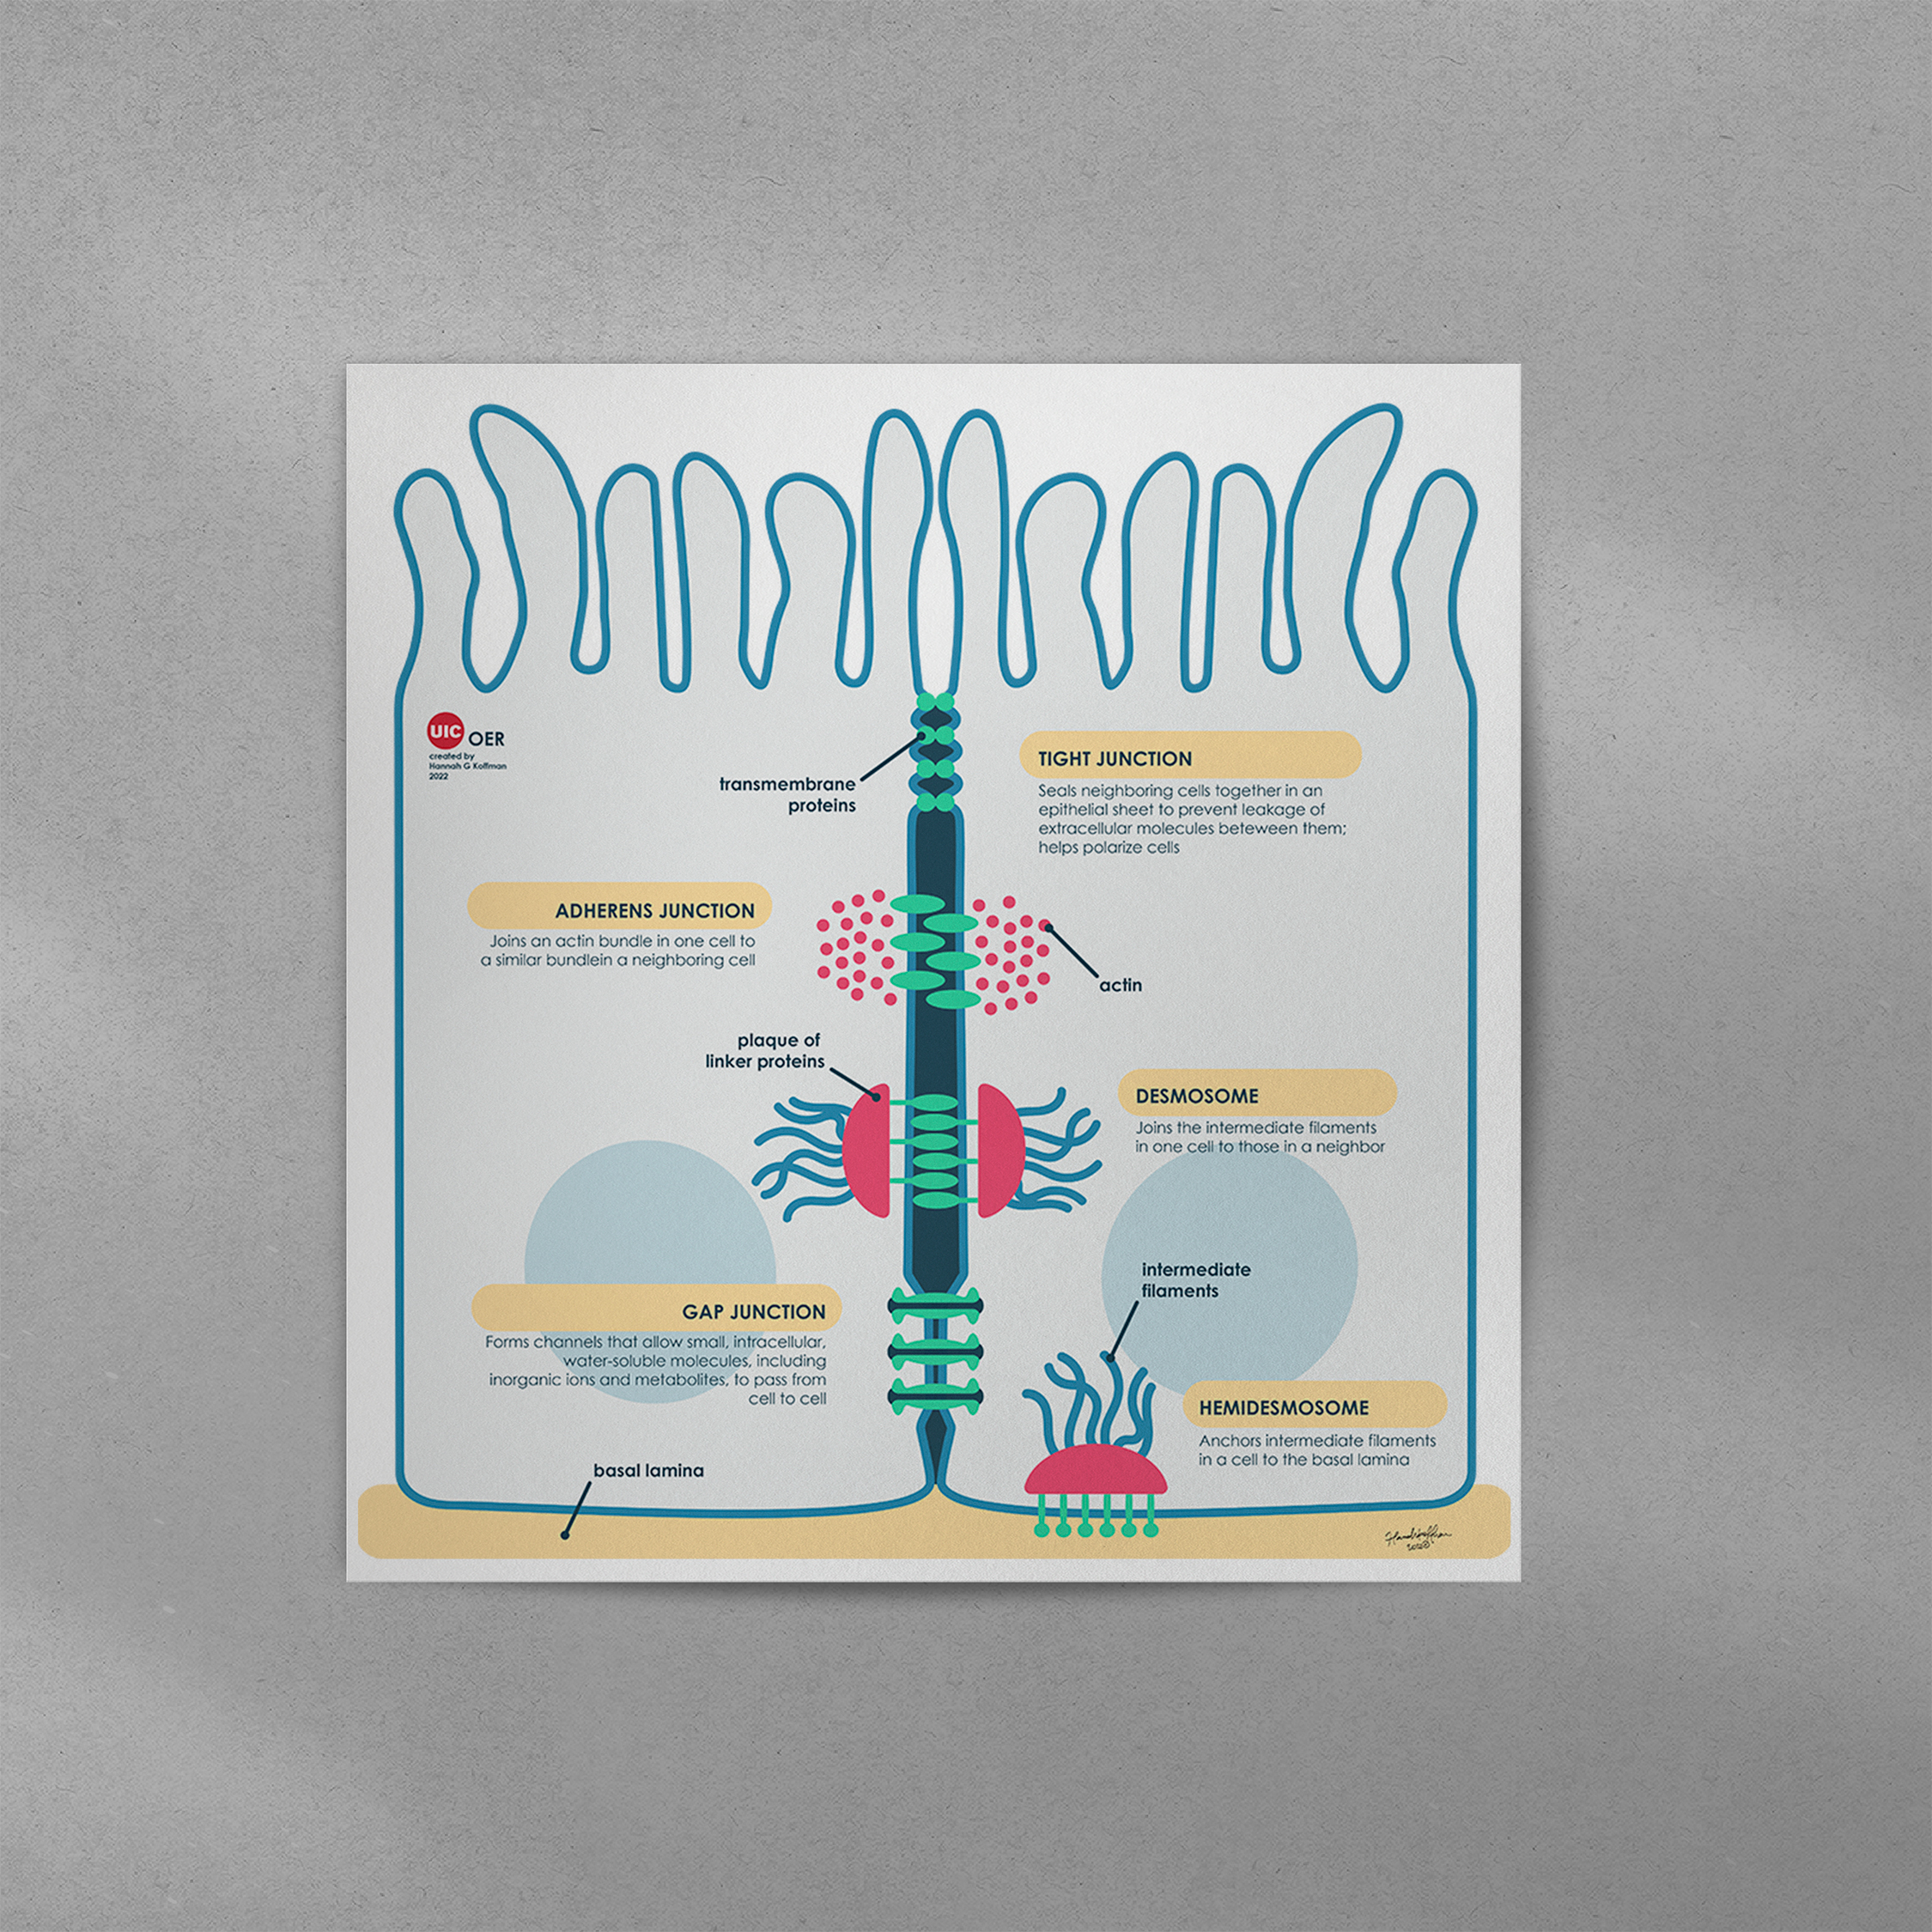 UIC OER
created by
Hannah G Koffman
2022
transmembrane
proteins
TIGHT JUNCTION
Seals neighboring cells together in an
epithelial sheet to prevent leakage of
extracellular molecules beteween them;
helps polarize cells
ADHERENS JUNCTION
Joins an actin bundle in one cell to
a similar bundlein a neighboring cell
actin
plaque of
linker proteins
DESMOSOME
Joins the intermediate filaments
in one cell to those in a neighbor
intermediate
filaments
GAP JUNCTION
Forms channels that allow small, intracellular,
water-soluble molecules, including
inorganic ions and metabolites, to pass from
cell to cell
HEMIDESMOSOME
Anchors intermediate filaments
in a cell to the basal lamina
basal lamina